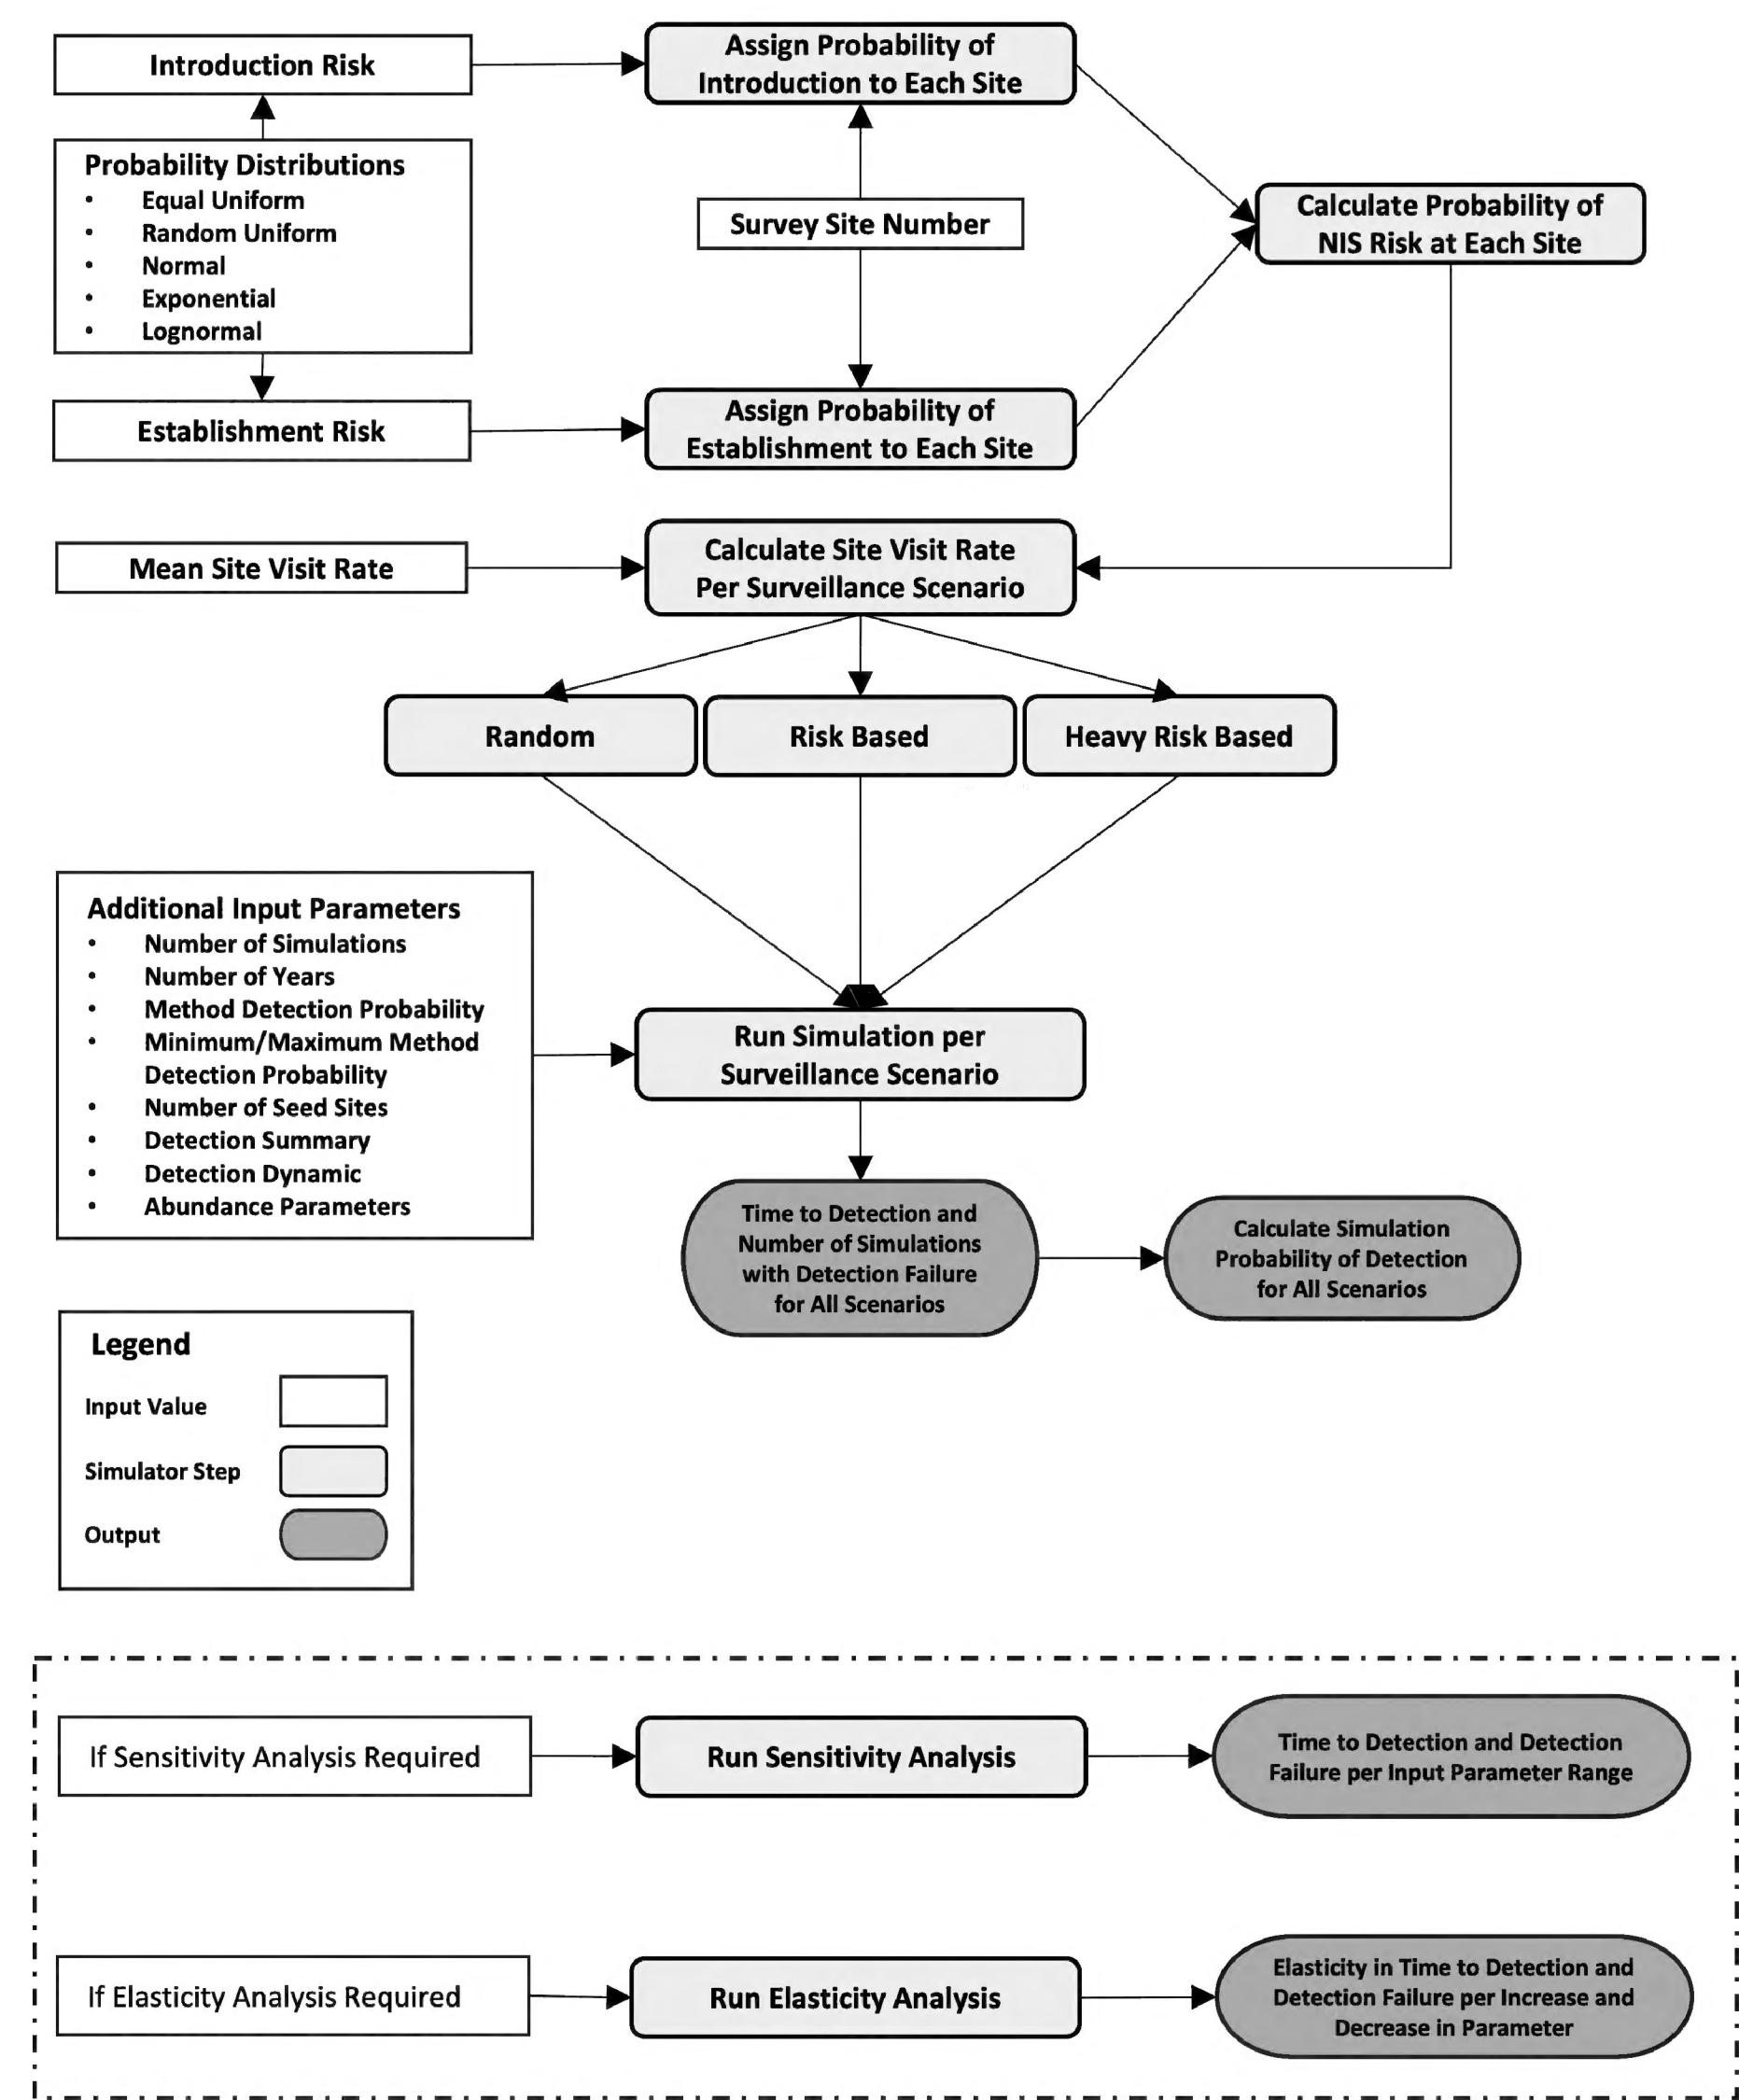 Introduction Risk
Assign Probability of
Introduction to Each Site
Probability Distributions
• Equal Uniform
• Random Uniform
• Normal
• Exponential
• Lognormal
Survey Site Number
Calculate Probability of
NIS Risk at Each Site
Establishment Risk
Assign Probability of
Establishment to Each Site
Mean Site Visit Rate
Calculate Site Visit Rate
Per Surveillance Scenario
Random
Risk Based
Heavy Risk Based
Additional Input Parameters
• Number of Simulations
• Number of Years
• Method Detection Probability
• Minimum/Maximum Method
Detection Probability
• Number of Seed Sites
• Detection Summary
• Detection Dynamic
• Abundance Parameters
Run Simulation per
Surveillance Scenario
Time to Detection and
Number of Simulations
with Detection Failure
for All Scenarios
Calculate Simulation
Probability of Detection
for All Scenarios
Legend
Input Value
Simulator Step
Output
If Sensitivity Analysis Required
Run Sensitivity Analysis
Time to Detection and Detection
Failure per Input Parameter Range
If Elasticity Analysis Required
Run Elasticity Analysis
Elasticity in Time to Detection and
Detection Failure per Increase and
Decrease in Parameter